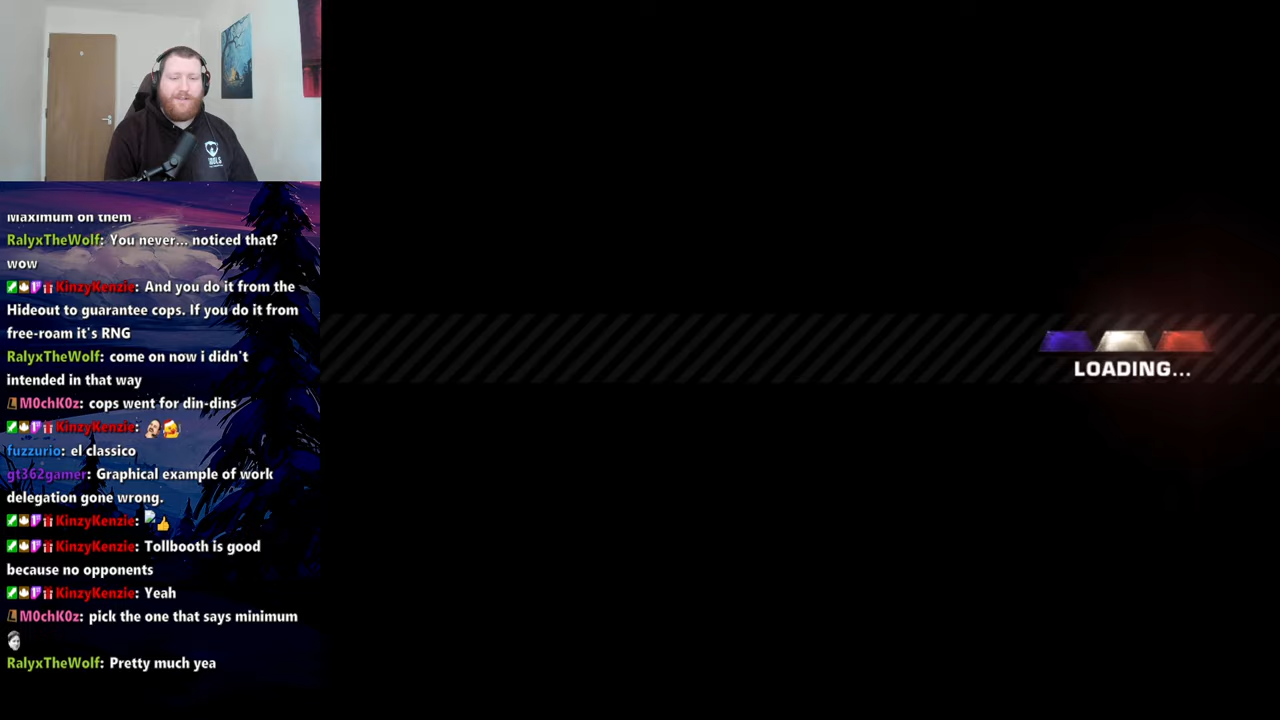 Maximum on them
RalyxTheWolf: You never... noticed that?
wow
KinzyKenzie: And you do it from the
Hideout to guarantee cops. If you do it from
free-roam it's RNG
RalyxTheWolf: come on now i didn't
intended in that way
M0chK0z: cops went for din-dins
KinzyKenzie:
fuzzurio: el classico
gt362gamer: Graphical example of work
delegation gone wrong.
KinzyKenzie:
KinzyKenzie: Tollbooth is good
because no opponents
KinzyKenzie: Yeah
M0chK0z: pick the one that says minimum
RalyxTheWolf: Pretty much yea
LOADING...